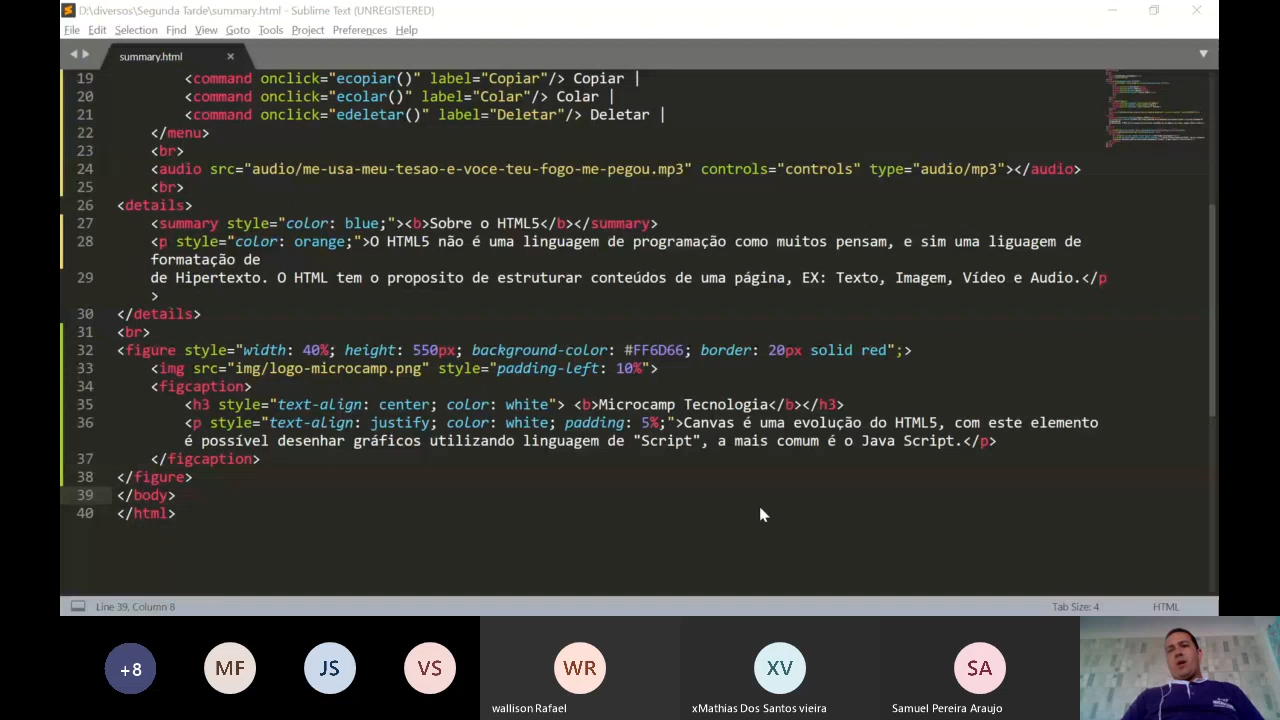 D:\diversos\Segunda Tarde\summary.html - Sublime Text (UNREGISTERED)
File Edit Selection Find View Goto Tools Project Preferences Help
summary.html
19 <command onclick="ecopiar()" label="Copiar"/> Copiar |
20 <command onclick="ecolar()" label="Colar"/> Colar |
21 <command onclick="edeletar()" label="Deletar"/> Deletar |
22 </menu>
23 <br>
24 <audio src="audio/me-usa-meu-tesao-e-voce-teu-fogo-me-pegou.mp3" controls="controls" type="audio/mp3"></audio>
25 <br>
26 <details>
27 <summary style="color: blue;"><b>Sobre o HTML5</b></summary>
28 <p style="color: orange;">O HTML5 não é uma linguagem de programação como muitos pensam, e sim uma liguagem de
formatação de
29 de Hipertexto. O HTML tem o proposito de estruturar conteúdos de uma página, EX: Texto, Imagem, Vídeo e Audio.</p
>
30 </details>
31 <br>
32 <figure style="width: 40%; height: 550px; background-color: #FF6D66; border: 20px solid red";>
33 <img src="img/logo-microcamp.png" style="padding-left: 10%">
34 <figcaption>
35 <h3 style="text-align: center; color: white"> <b>Microcamp Tecnologia</b></h3>
36 <p style="text-align: justify; color: white; padding: 5%;">Canvas é uma evolução do HTML5, com este elemento
é possível desenhar gráficos utilizando linguagem de "Script", a mais comum é o Java Script.</p>
37 </figcaption>
38 </figure>
39 </body>
40 </html>
Line 39, Column 8 Tab Size: 4 HTML
+8 MF JS VS WR XV SA
wallison Rafael xMathias Dos Santos vieira Samuel Pereira Araujo